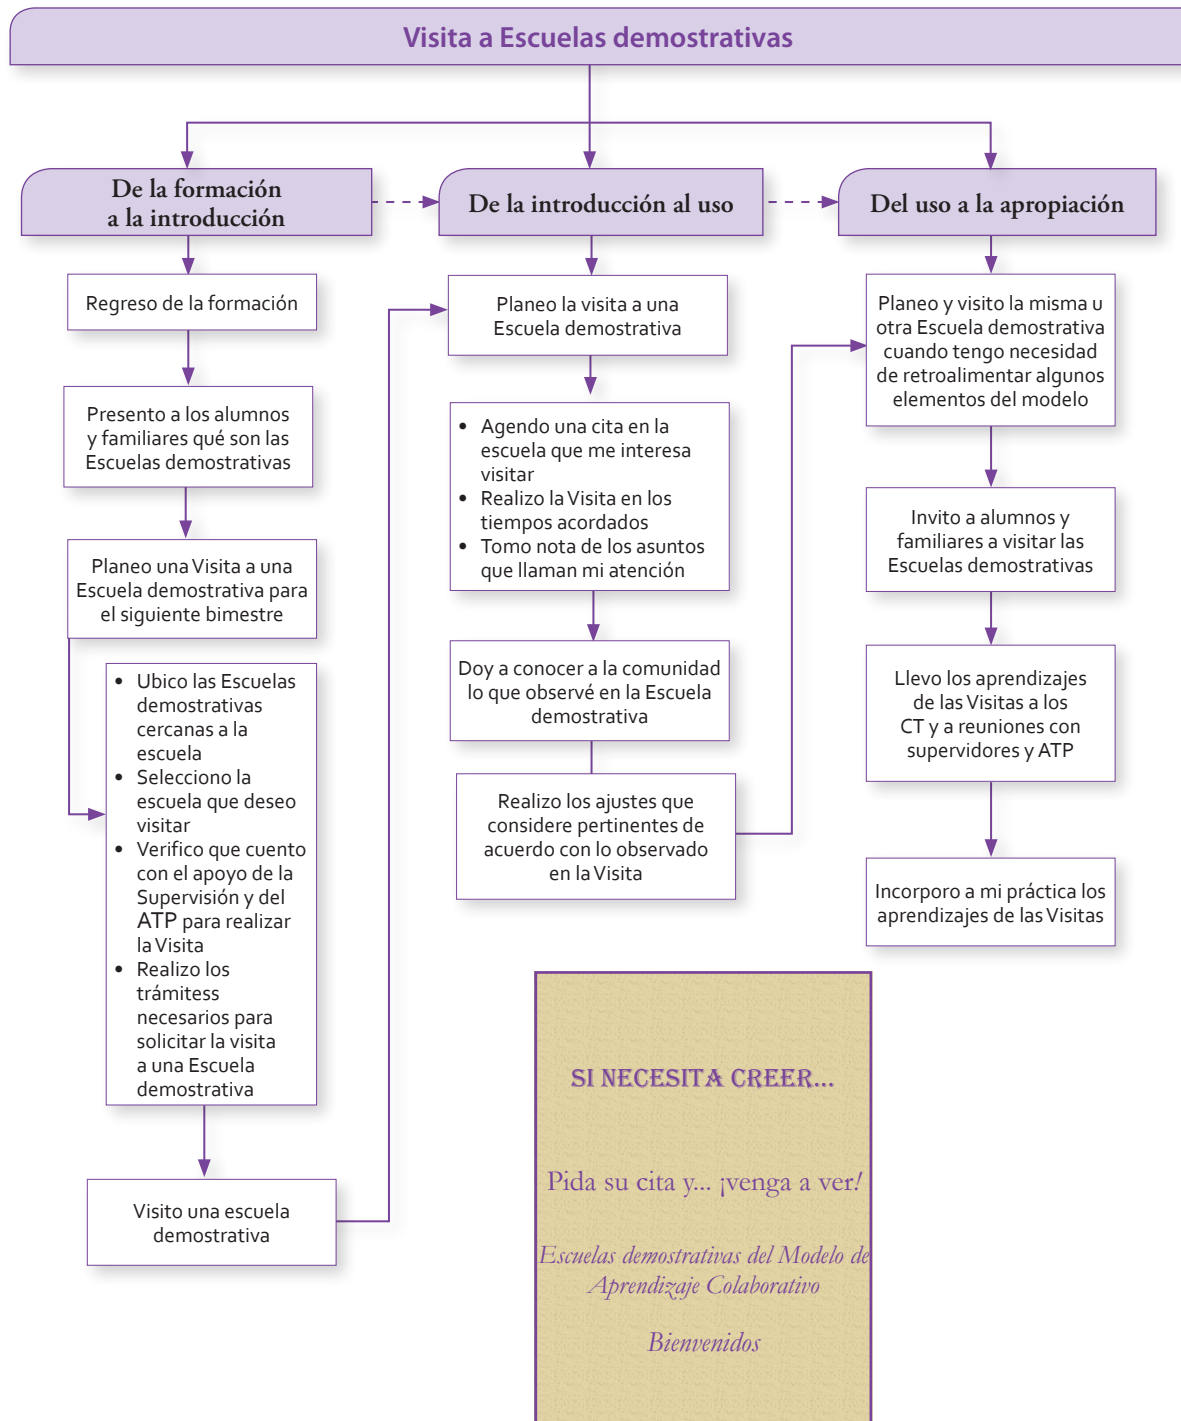 Visita a Escuelas demostrativas
De la formación
a la introducción
Regreso de la formación
Presento a los alumnos
y familiares qué son las
Escuelas demostrativas
Planeo una Visita a una
Escuela demostrativa para
el siguiente bimestre
• Ubico las Escuelas
demostrativas
cercanas a la
escuela
• Selecciono la
escuela que deseo
visitar
• Verifico que cuento
con el apoyo de la
Supervisión y del
ATP para realizar
la Visita
• Realizo los
trámitess
necesarios para
solicitar la visita
a una Escuela
demostrativa
Visito una escuela
demostrativa
De la introducción al uso
Planeo la visita a una
Escuela demostrativa
• Agendo una cita en la
escuela que me interesa
visitar
• Realizo la Visita en los
tiempos acordados
• Tomo nota de los asuntos
que llaman mi atención
Doy a conocer a la comunidad
lo que observé en la Escuela
demostrativa
Realizo los ajustes que
considere pertinentes de
acuerdo con lo observado
en la Visita
Del uso a la apropiación
Planeo y visito la misma u
otra Escuela demostrativa
cuando tengo necesidad
de retroalimentar algunos
elementos del modelo
Invito a alumnos y
familiares a visitar las
Escuelas demostrativas
Llevo los aprendizajes
de las Visitas a los
CT y a reuniones con
supervidores y ATP
Incorporo a mi práctica los
aprendizajes de las Visitas
SI NECESITA CREER...
Pida su cita y... ¡venga a ver!
Escuelas demostrativas del Modelo de
Aprendizaje Colaborativo
Bienvenidos